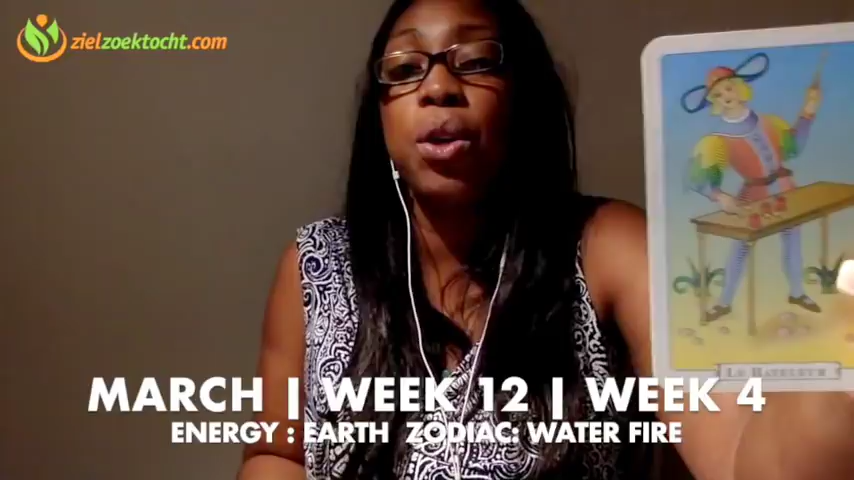 zielzoektocht.com
MARCH | WEEK 12 | WEEK 4
ENERGY : EARTH ZODIAC: WATER FIRE
LE BATELEUR